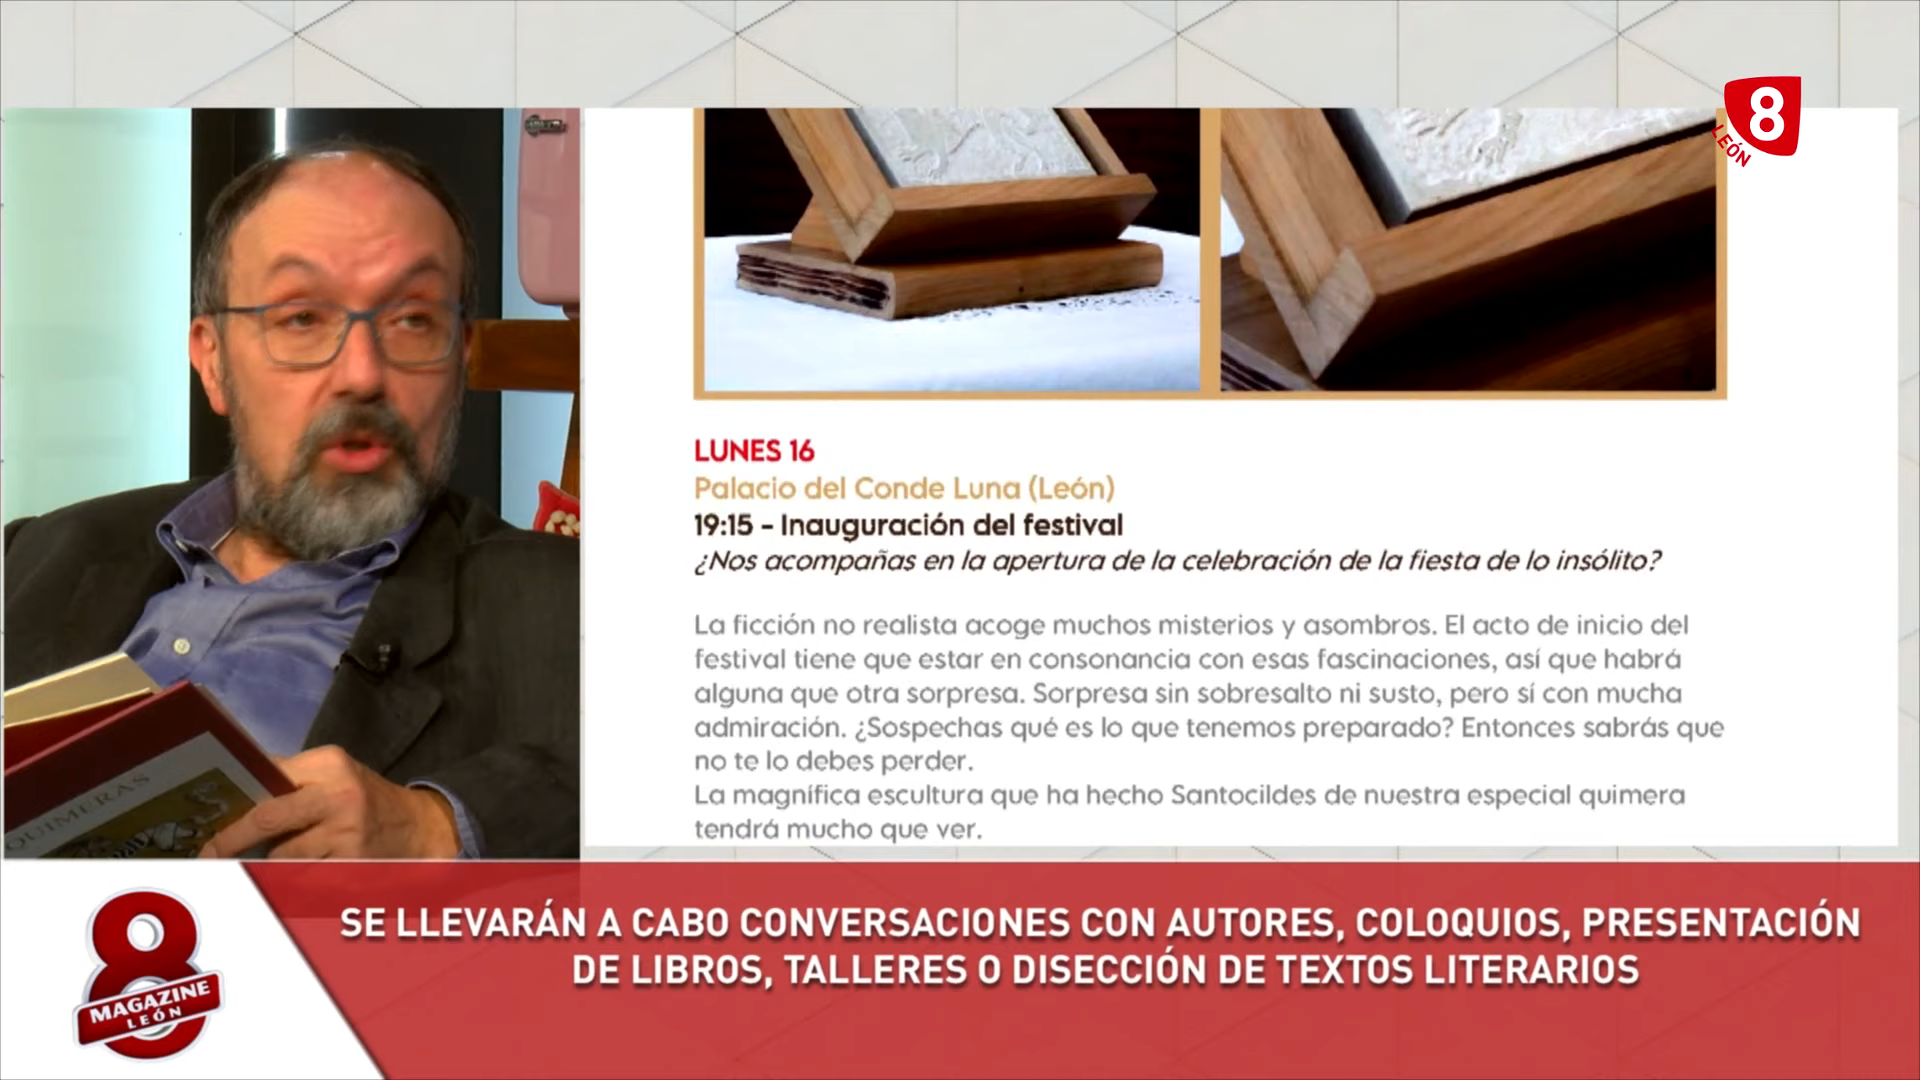 8
LEÓN
LUNES 16
Palacio del Conde Luna (León)
19:15 - Inauguración del festival
¿Nos acompañas en la apertura de la celebración de la fiesta de lo insólito?
La ficción no realista acoge muchos misterios y asombros. El acto de inicio del
festival tiene que estar en consonancia con esas fascinaciones, así que habrá
alguna que otra sorpresa. Sorpresa sin sobresalto ni susto, pero sí con mucha
admiración. ¿Sospechas qué es lo que tenemos preparado? Entonces sabrás que
no te lo debes perder.
La magnífica escultura que ha hecho Santocildes de nuestra especial quimera
tendrá mucho que ver.
QUIMERAS
8
MAGAZINE
LEÓN
SE LLEVARÁN A CABO CONVERSACIONES CON AUTORES, COLOQUIOS, PRESENTACIÓN
DE LIBROS, TALLERES O DISECCIÓN DE TEXTOS LITERARIOS